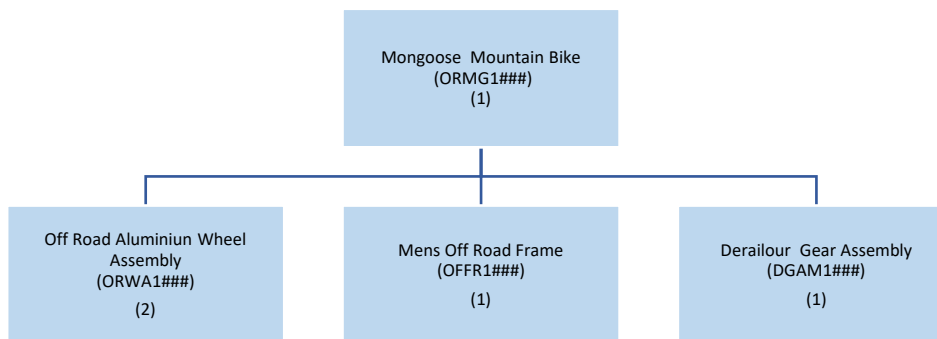 Mongoose  Mountain Bike
(ORMG1###)
(1)
Off Road Aluminiun Wheel
Assembly
(ORWA1###)
(2)
Mens Off Road Frame
(OFFR1###)
(1)
Derailour  Gear Assembly
(DGAM1###)
(1)